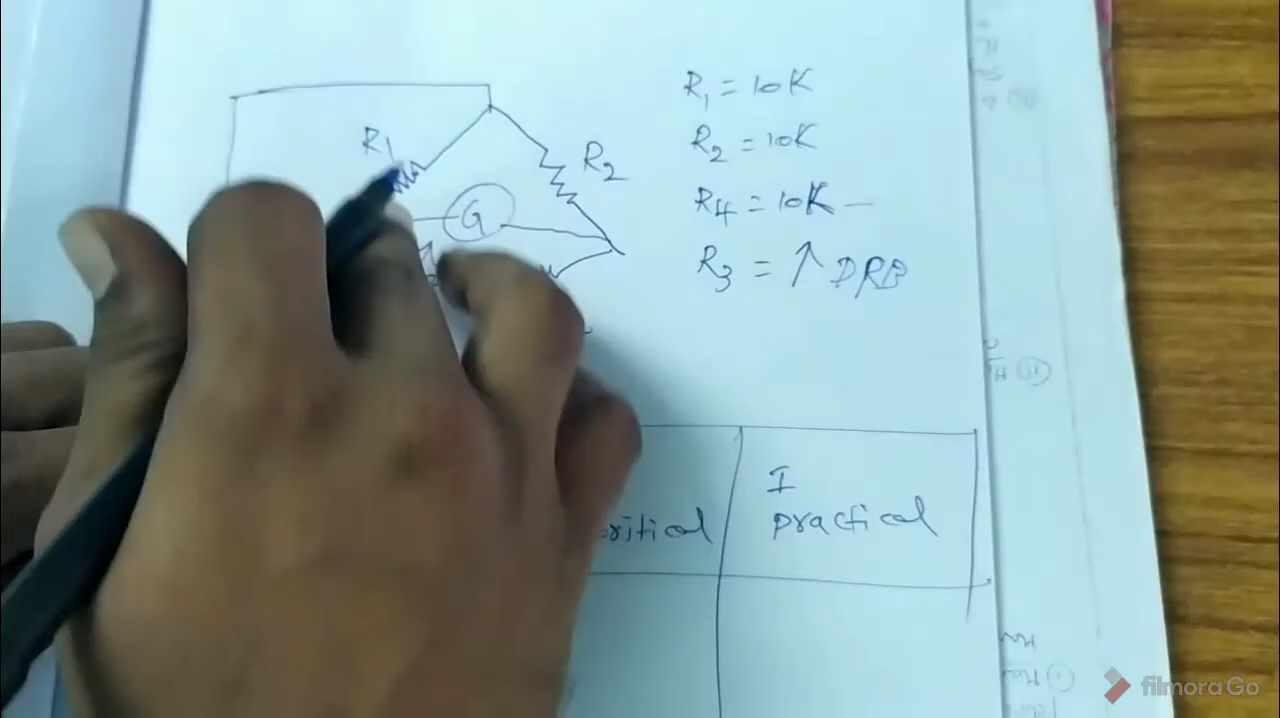 R1
R2
G
R1 = 10K
R2 = 10K
R4 = 10K —
R3 = ↑ DRB
I
practical
filmoraGo